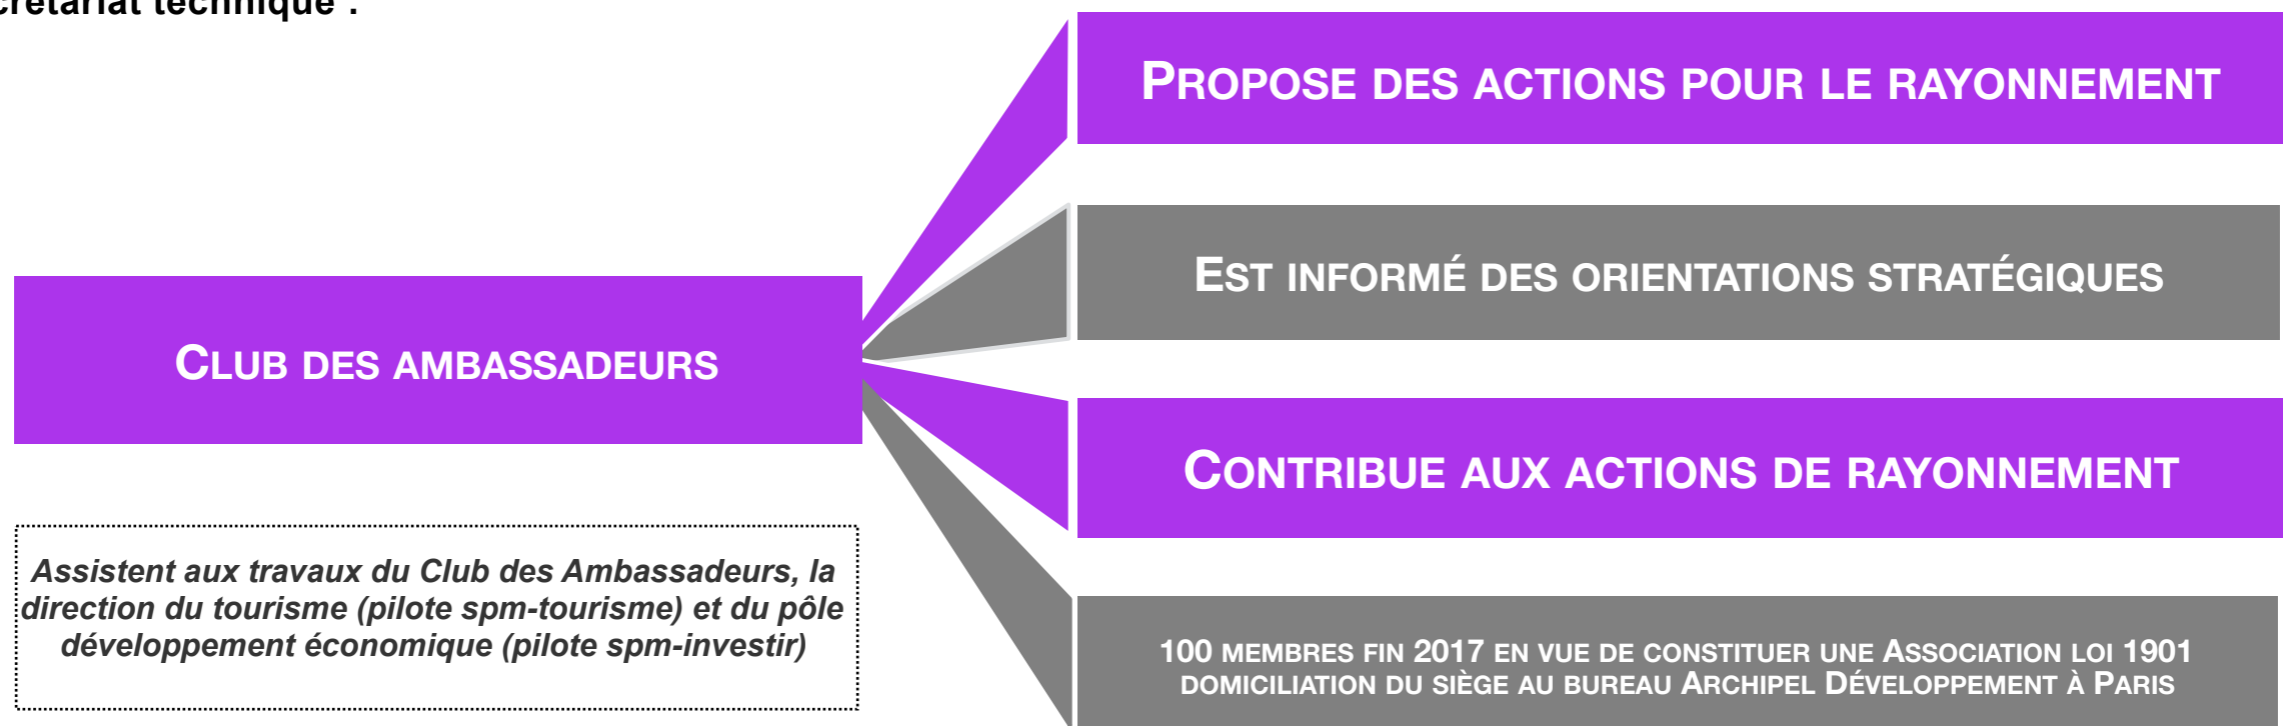 crétariat technique :
PROPOSE DES ACTIONS POUR LE RAYONNEMENT
EST INFORMÉ DES ORIENTATIONS STRATÉGIQUES
CLUB DES AMBASSADEURS
CONTRIBUE AUX ACTIONS DE RAYONNEMENT
Assistent aux travaux du Club des Ambassadeurs, la
direction du tourisme (pilote spm-tourisme) et du pôle
développement économique (pilote spm-investir)
100 MEMBRES FIN 2017 EN VUE DE CONSTITUER UNE ASSOCIATION LOI 1901
DOMICILIATION DU SIÈGE AU BUREAU ARCHIPEL DÉVELOPPEMENT À PARIS